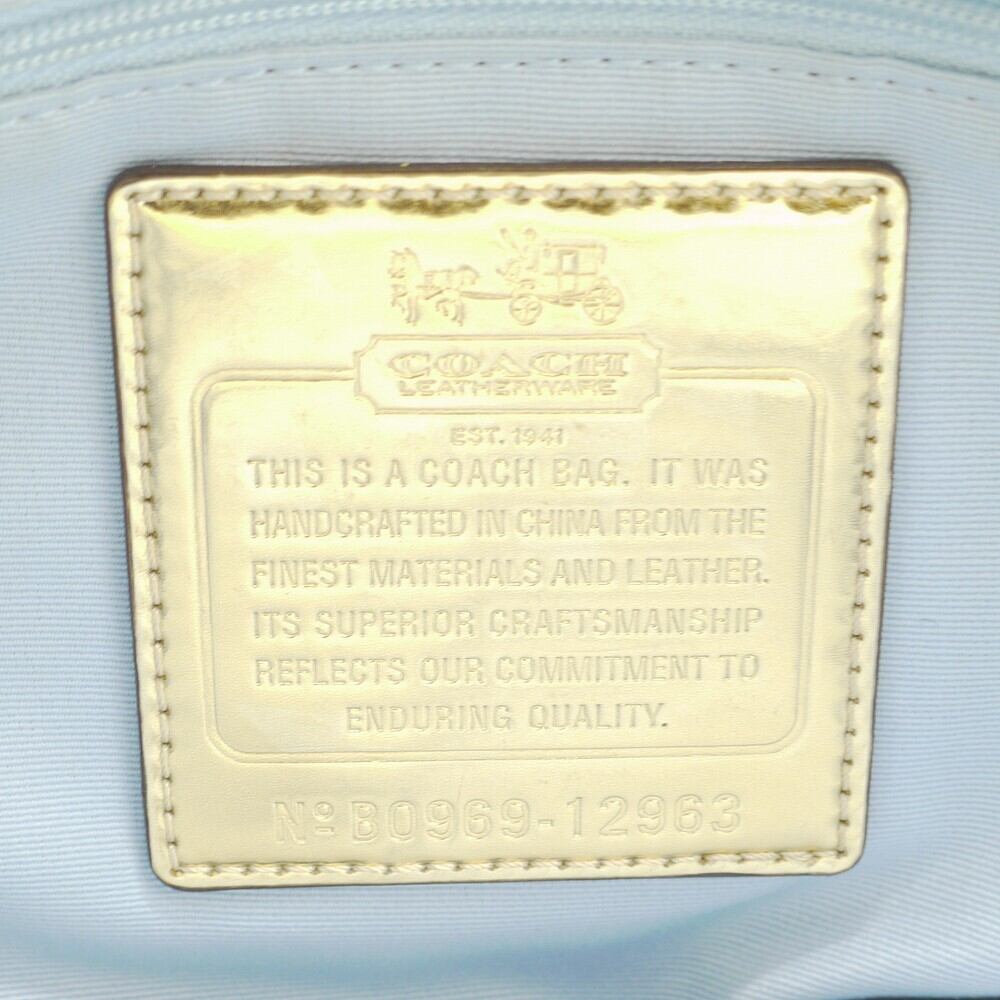 COACH
LEATHERWARE
EST. 1941
THIS IS A COACH BAG. IT WAS
HANDCRAFTED IN CHINA FROM THE
FINEST MATERIALS AND LEATHER.
ITS SUPERIOR CRAFTSMANSHIP
REFLECTS OUR COMMITMENT TO
ENDURING QUALITY.
Nº B0969-12963